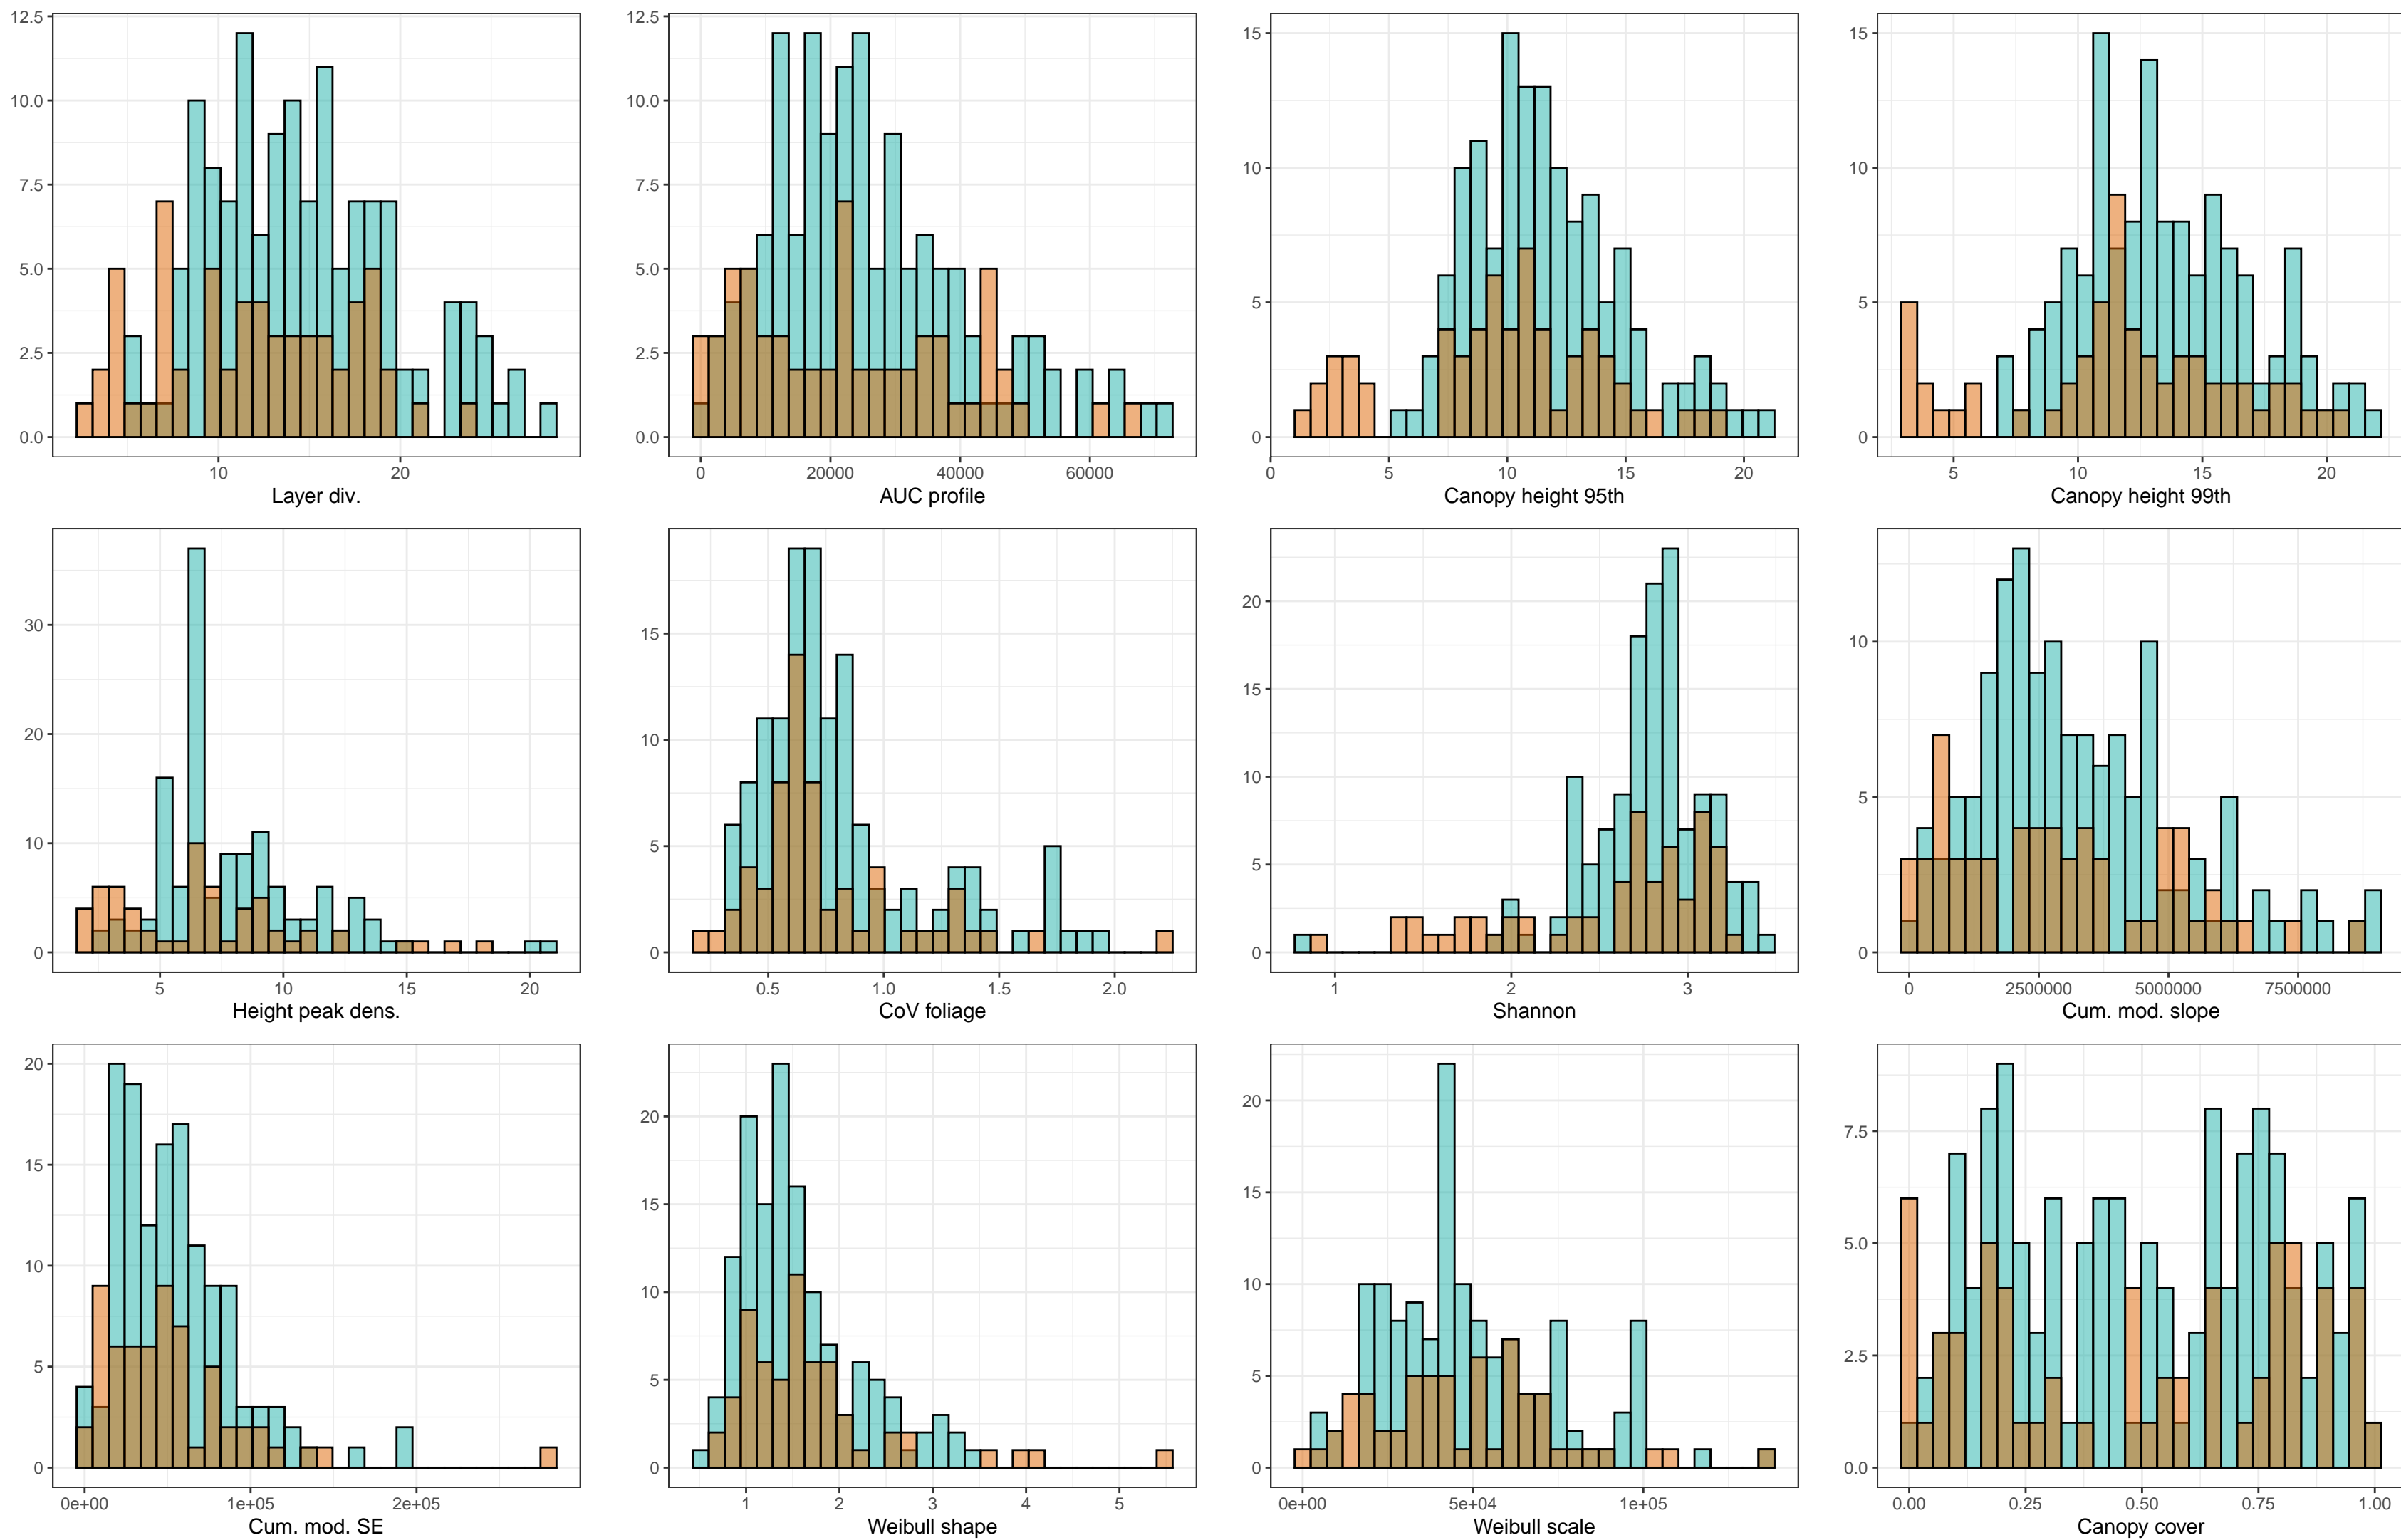 12.5
10.0
7.5
5.0
2.5
0.0
10 20
Layer div.
12.5
10.0
7.5
5.0
2.5
0.0
0 20000 40000 60000
AUC profile
15
10
5
0
0 5 10 15 20
Canopy height 95th
15
10
5
0
5 10 15 20
Canopy height 99th
30
20
10
0
5 10 15 20
Height peak dens.
15
10
5
0
0.5 1.0 1.5 2.0
CoV foliage
20
15
10
5
0
1 2 3
Shannon
10
5
0
0 2500000 5000000 7500000
Cum. mod. slope
20
15
10
5
0
0e+00 1e+05 2e+05
Cum. mod. SE
20
15
10
5
0
1 2 3 4 5
Weibull shape
20
15
10
5
0
0e+00 5e+04 1e+05
Weibull scale
7.5
5.0
2.5
0.0
0.00 0.25 0.50 0.75 1.00
Canopy cover